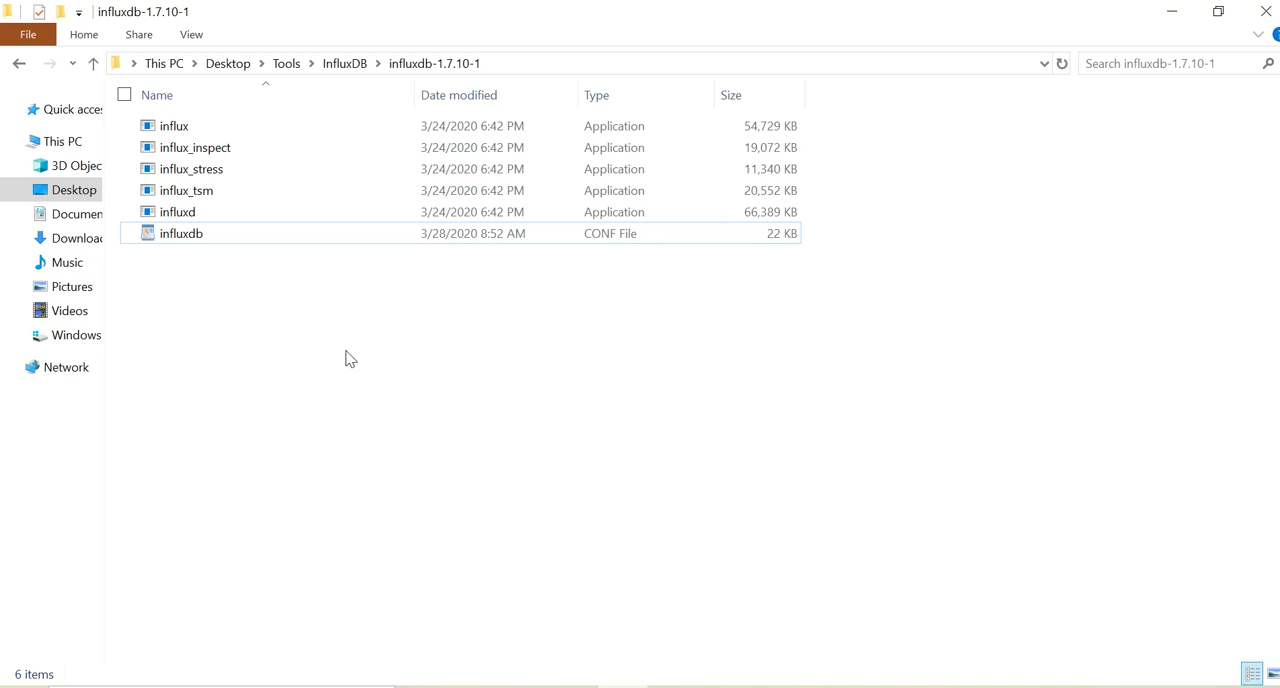 influxdb-1.7.10-1
File Home Share View
This PC Desktop Tools InfluxDB influxdb-1.7.10-1 Search influxdb-1.7.10-1
Name Date modified Type Size
Quick acces
This PC
3D Objec
Desktop
Documen
Downloac
Music
Pictures
Videos
Windows
Network
influx 3/24/2020 6:42 PM Application 54,729 KB
influx_inspect 3/24/2020 6:42 PM Application 19,072 KB
influx_stress 3/24/2020 6:42 PM Application 11,340 KB
influx_tsm 3/24/2020 6:42 PM Application 20,552 KB
influxd 3/24/2020 6:42 PM Application 66,389 KB
influxdb 3/28/2020 8:52 AM CONF File 22 KB
6 items